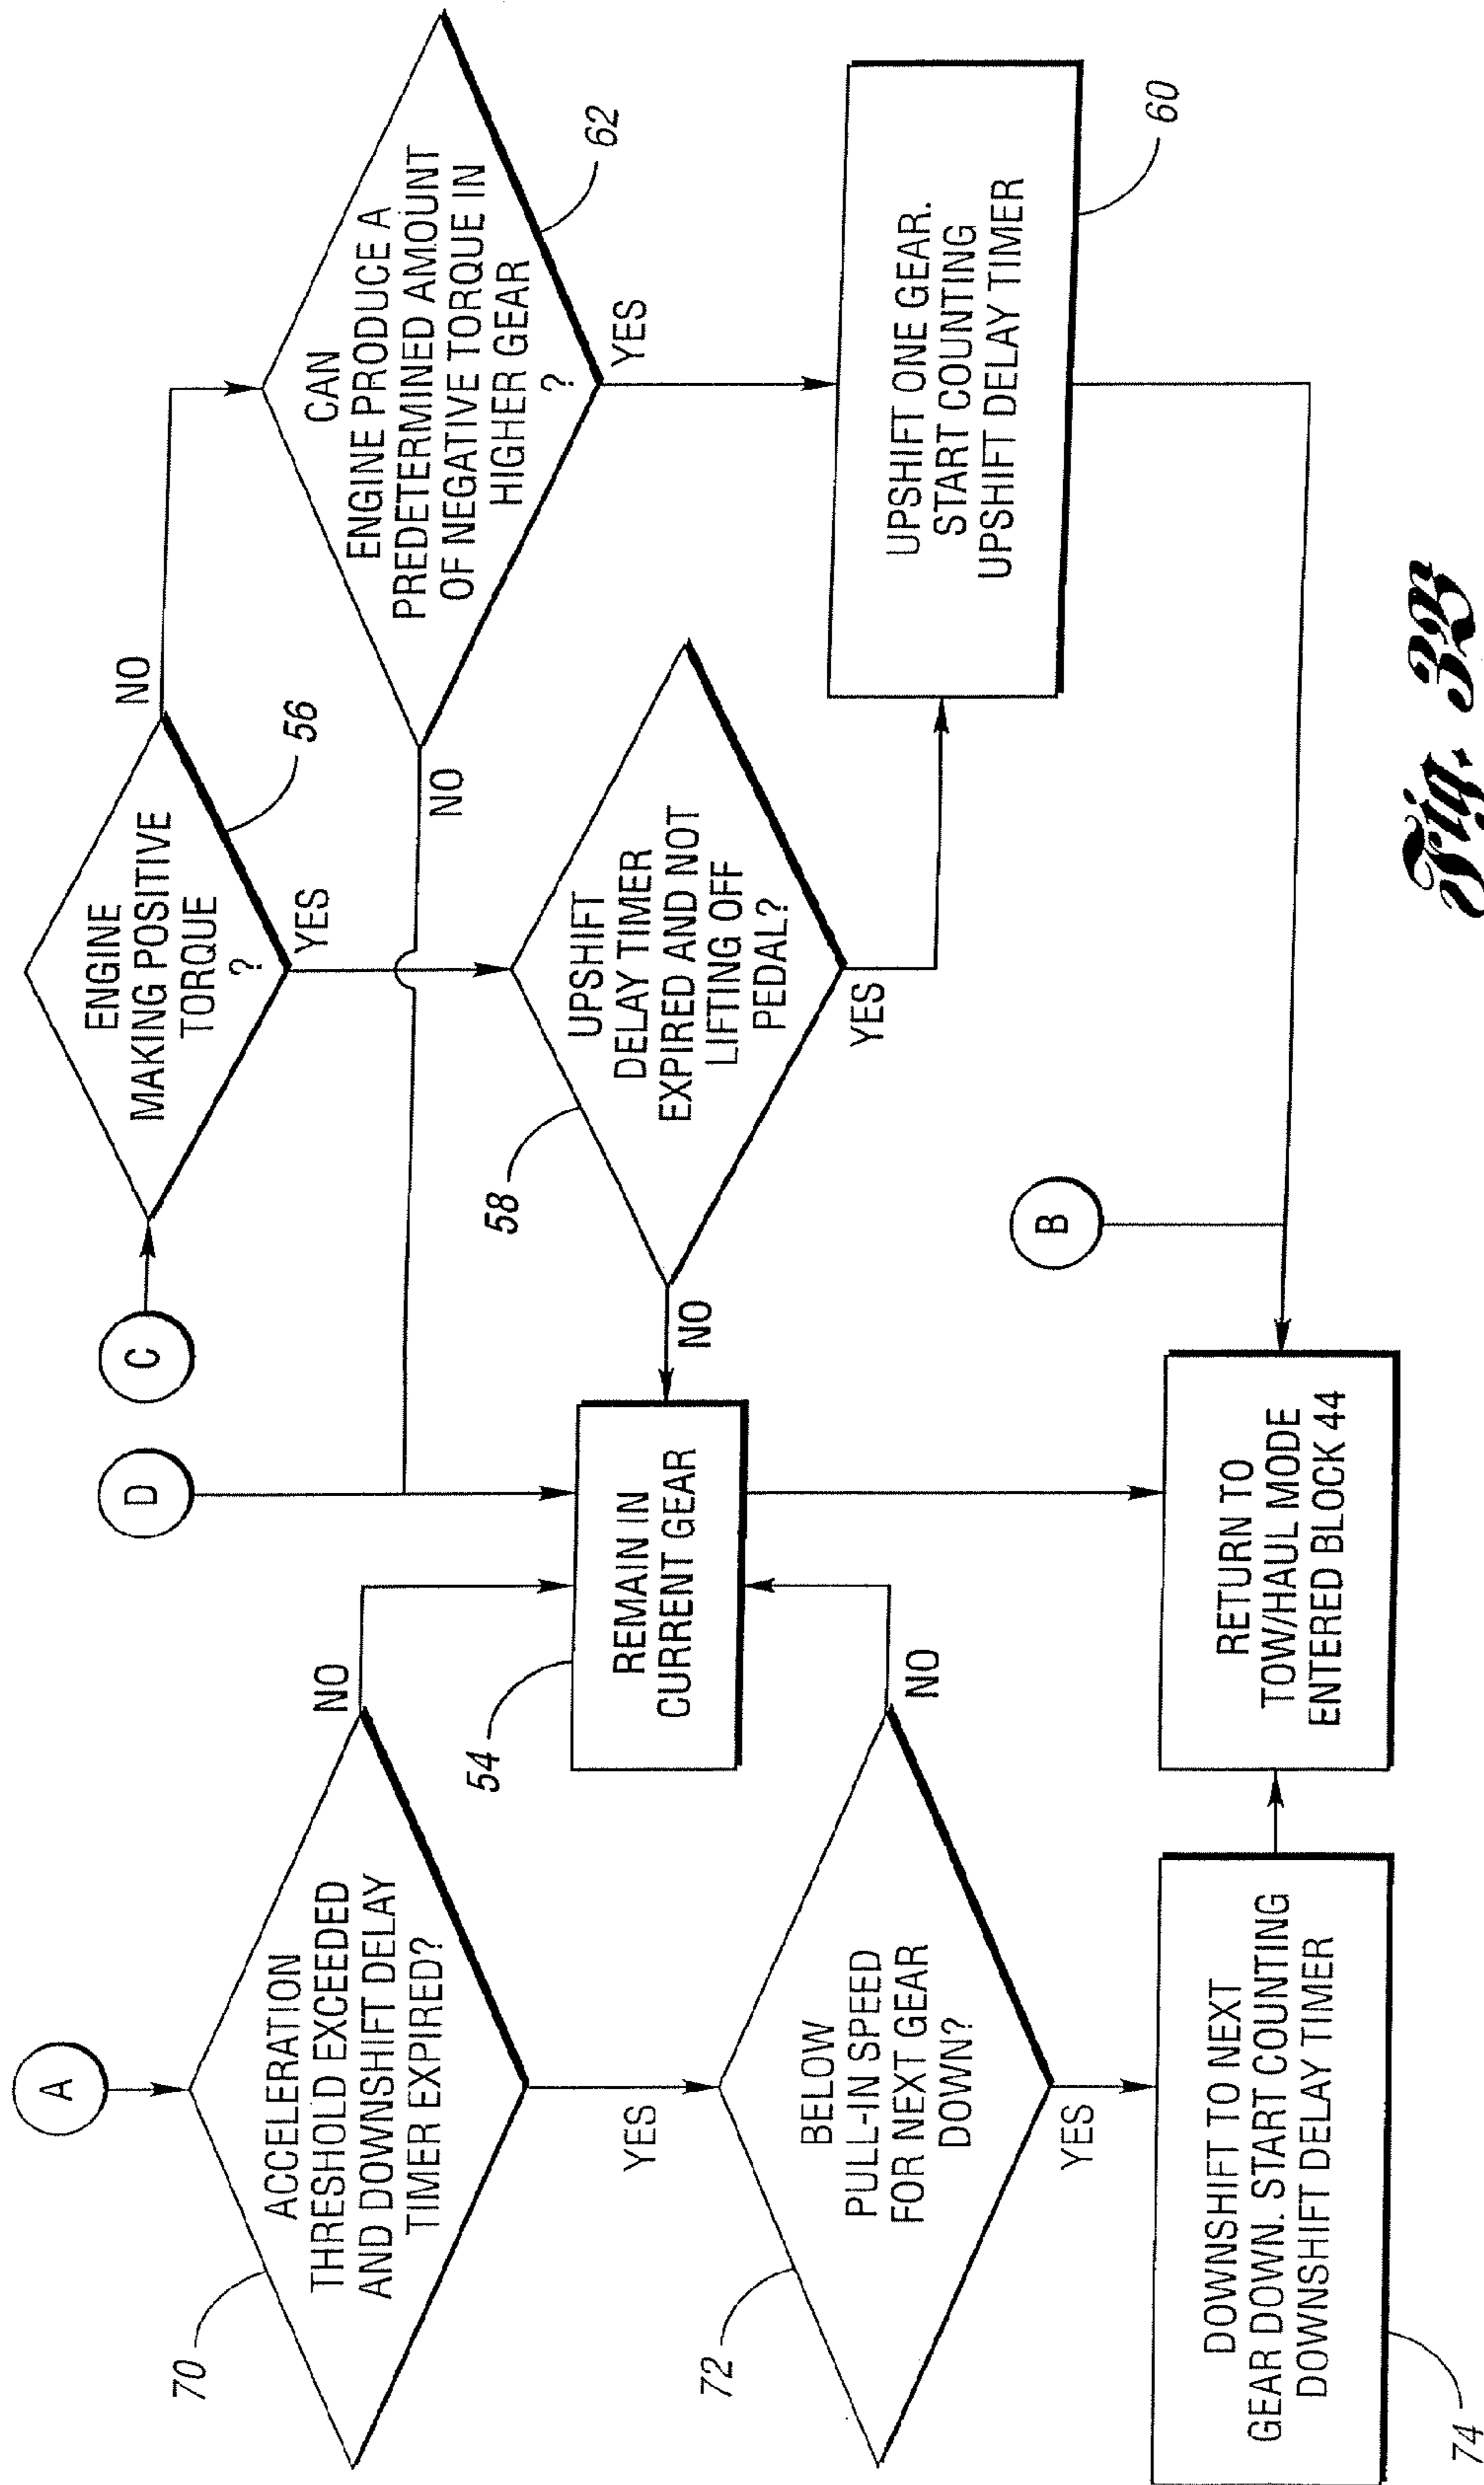 A
D
C
70
ACCELERATION
THRESHOLD EXCEEDED
AND DOWNSHIFT DELAY
TIMER EXPIRED?
NO
YES
ENGINE
MAKING POSITIVE
TORQUE
?
56
NO
YES
CAN
ENGINE PRODUCE A
PREDETERMINED AMOUNT
OF NEGATIVE TORQUE IN
HIGHER GEAR
?
62
NO
YES
54
REMAIN IN
CURRENT GEAR
58
UPSHIFT
DELAY TIMER
EXPIRED AND NOT
LIFTING OFF
PEDAL?
NO
YES
72
BELOW
PULL-IN SPEED
FOR NEXT GEAR
DOWN?
NO
YES
UPSHIFT ONE GEAR.
START COUNTING
UPSHIFT DELAY TIMER
60
B
DOWNSHIFT TO NEXT
GEAR DOWN. START COUNTING
DOWNSHIFT DELAY TIMER
74
RETURN TO
TOW/HAUL MODE
ENTERED BLOCK 44
Fig. 3B